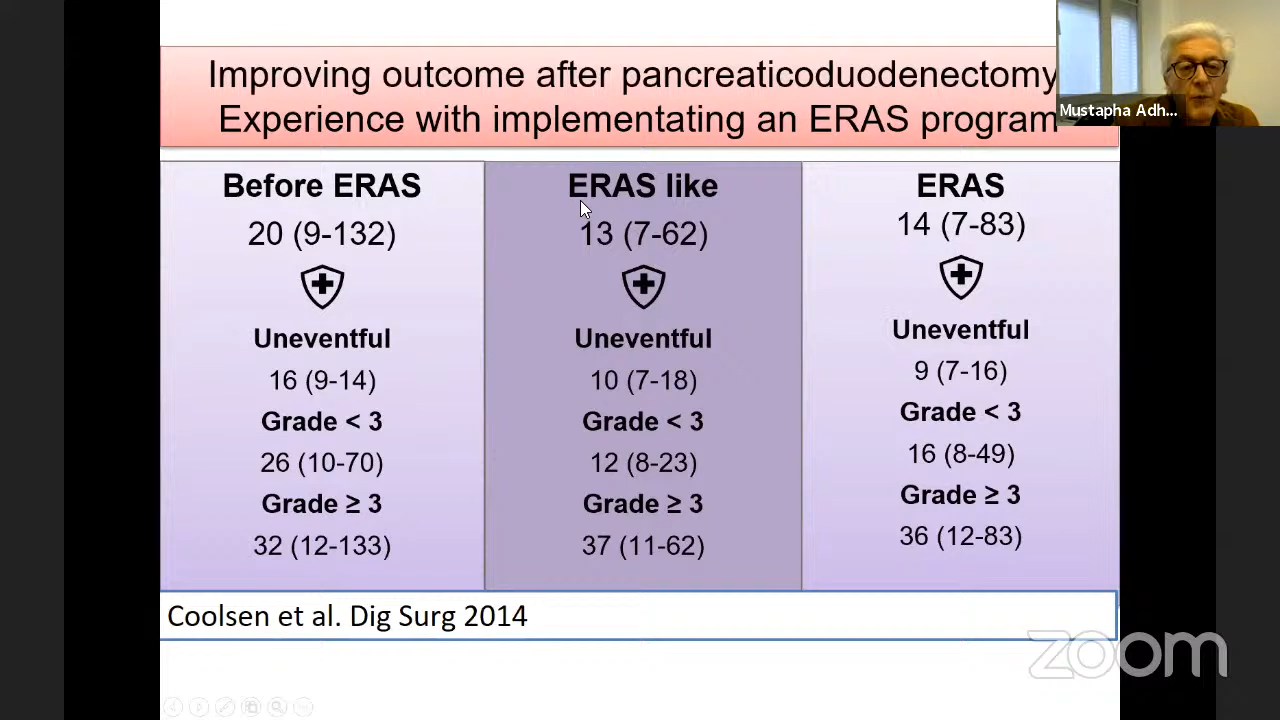 Improving outcome after pancreaticoduodenectomy
Experience with implementating an ERAS program
Mustapha Adh...
Before ERAS
20 (9-132)
Uneventful
16 (9-14)
Grade < 3
26 (10-70)
Grade ≥ 3
32 (12-133)
ERAS like
13 (7-62)
Uneventful
10 (7-18)
Grade < 3
12 (8-23)
Grade ≥ 3
37 (11-62)
ERAS
14 (7-83)
Uneventful
9 (7-16)
Grade < 3
16 (8-49)
Grade ≥ 3
36 (12-83)
Coolsen et al. Dig Surg 2014
zoom